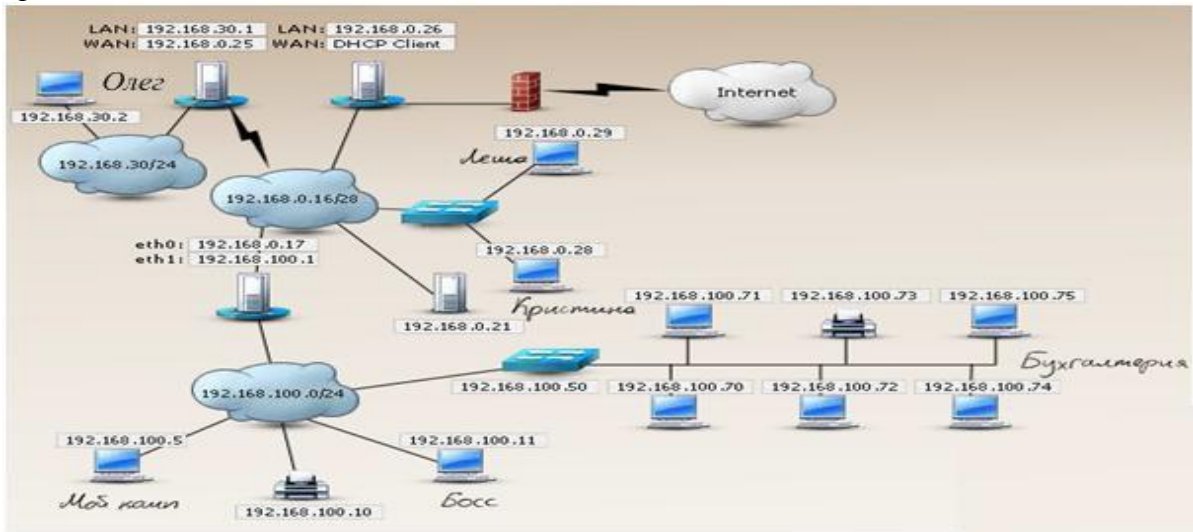 LAN: 192.168.30.1 LAN: 192.168.0.26
WAN: 192.168.0.25 WAN: DHCP Client
Олег
192.168.30.2
Internet
192.168.0.29
Леша
192.168.30/24
192.168.0.16/28
eth0: 192.168.0.17
eth1: 192.168.100.1
192.168.0.28
Кристина
192.168.0.21
192.168.100.71 192.168.100.73 192.168.100.75
Бухгалтерия
192.168.100.50 192.168.100.70 192.168.100.72 192.168.100.74
192.168.100.0/24
192.168.100.5 192.168.100.11
Мой комп
192.168.100.10
Босс